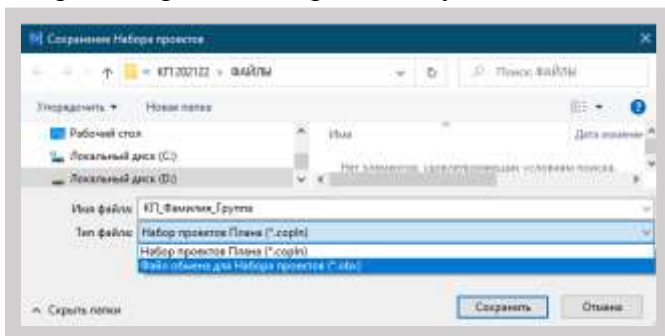 Сохранение Набора проектов
КП 202122 › ФАЙЛЫ
Поиск: ФАЙЛЫ
Упорядочить
Новая папка
Рабочий стол
Имя
Дата изменен
Локальный диск (C:)
Нет элементов, удовлетворяющих условиям поиска.
Локальный диск (D:)
Имя файла: КП_Фамилия_Группа
Тип файла: Набор проектов Плана (*.copln)
Набор проектов Плана (*.copln)
Файл обмена для Набора проектов (*.obx)
Скрыть папки
Сохранить
Отмена